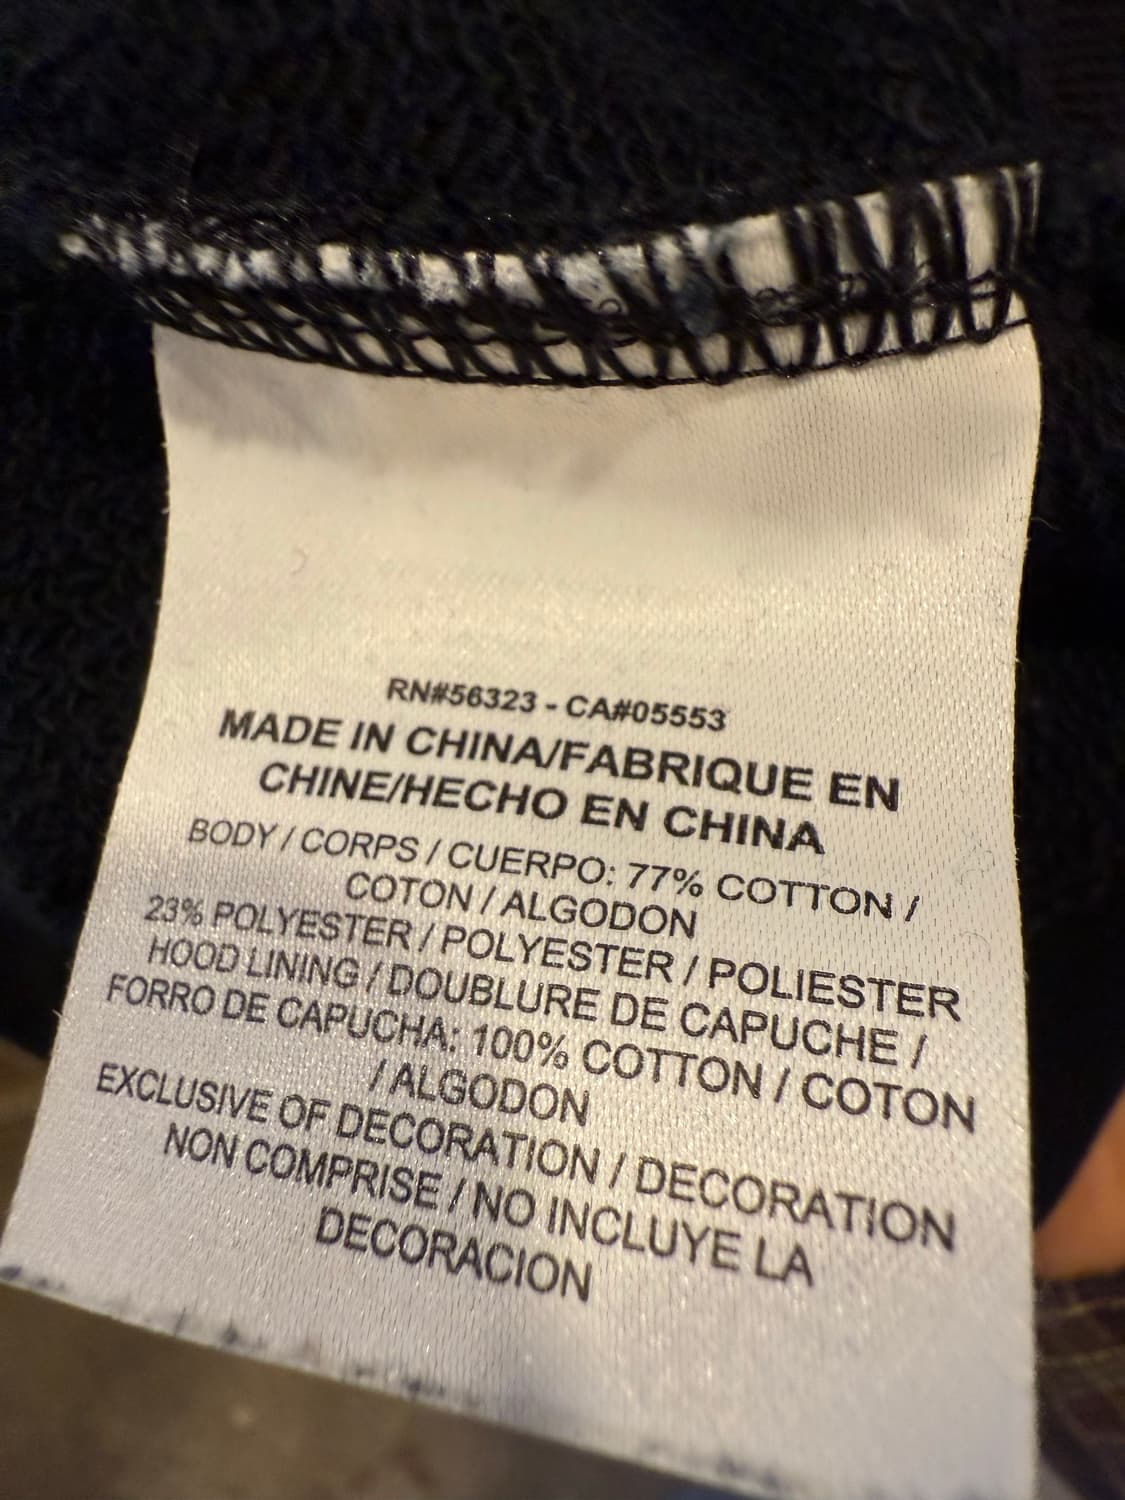 RN#56323 - CA#05553
MADE IN CHINA/FABRIQUE EN
CHINE/HECHO EN CHINA
BODY / CORPS / CUERPO: 77% COTTON /
COTON / ALGODON
23% POLYESTER / POLYESTER / POLIESTER
HOOD LINING / DOUBLURE DE CAPUCHE /
FORRO DE CAPUCHA: 100% COTTON / COTON
/ ALGODON
EXCLUSIVE OF DECORATION / DECORATION
NON COMPRISE / NO INCLUYE LA
DECORACION